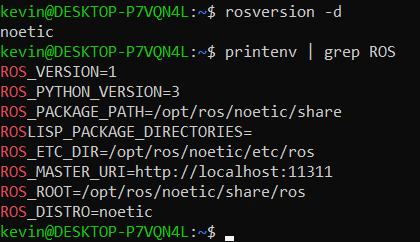 kevin@DESKTOP-P7VQN4L:~$ rosversion -d
noetic
kevin@DESKTOP-P7VQN4L:~$ printenv | grep ROS
ROS_VERSION=1
ROS_PYTHON_VERSION=3
ROS_PACKAGE_PATH=/opt/ros/noetic/share
ROSLISP_PACKAGE_DIRECTORIES=
ROS_ETC_DIR=/opt/ros/noetic/etc/ros
ROS_MASTER_URI=http://localhost:11311
ROS_ROOT=/opt/ros/noetic/share/ros
ROS_DISTRO=noetic
kevin@DESKTOP-P7VQN4L:~$